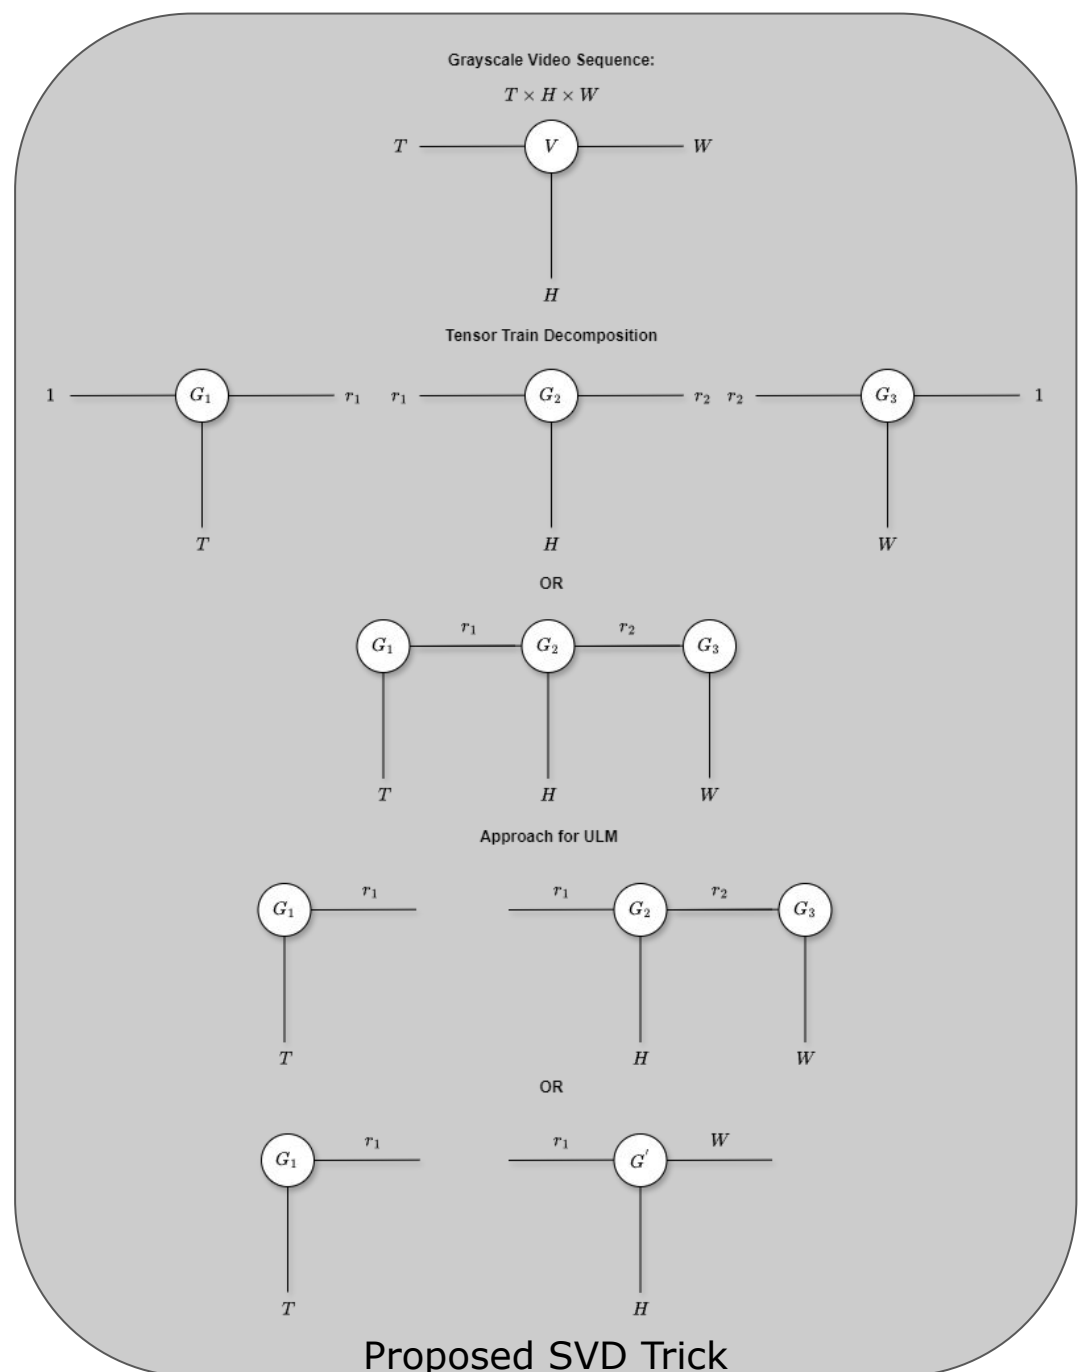 Grayscale Video Sequence:
T × H × W
T V W
H
Tensor Train Decomposition
1 G₁ r₁ r₁ G₂ r₂ r₂ G₃ 1
T H W
OR
r₁ r₂
G₁ G₂ G₃
T H W
Approach for ULM
r₁ r₁ r₂
G₁ G₂ G₃
T H W
OR
r₁ r₁ W
G₁ G′
T H
Proposed SVD Trick